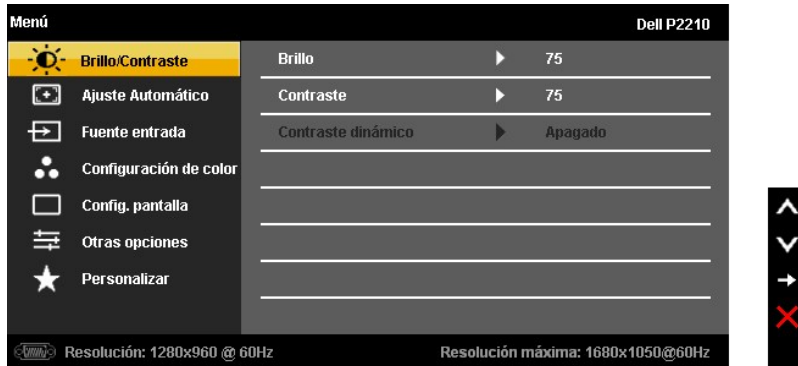 Menú Dell P2210
Brillo/Contraste Brillo 75
Ajuste Automático Contraste 75
Fuente entrada Contraste dinámico Apagado
Configuración de color
Config. pantalla
Otras opciones
Personalizar
Resolución: 1280x960 @ 60Hz Resolución máxima: 1680x1050@60Hz